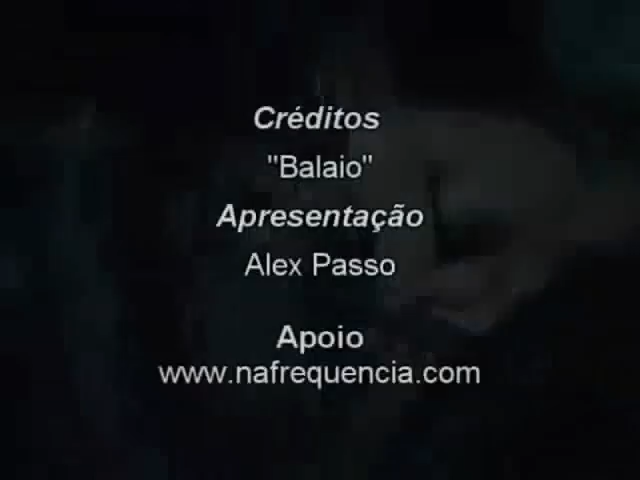 Créditos
"Balaio"
Apresentação
Alex Passo
Apoio
www.nafrequencia.com